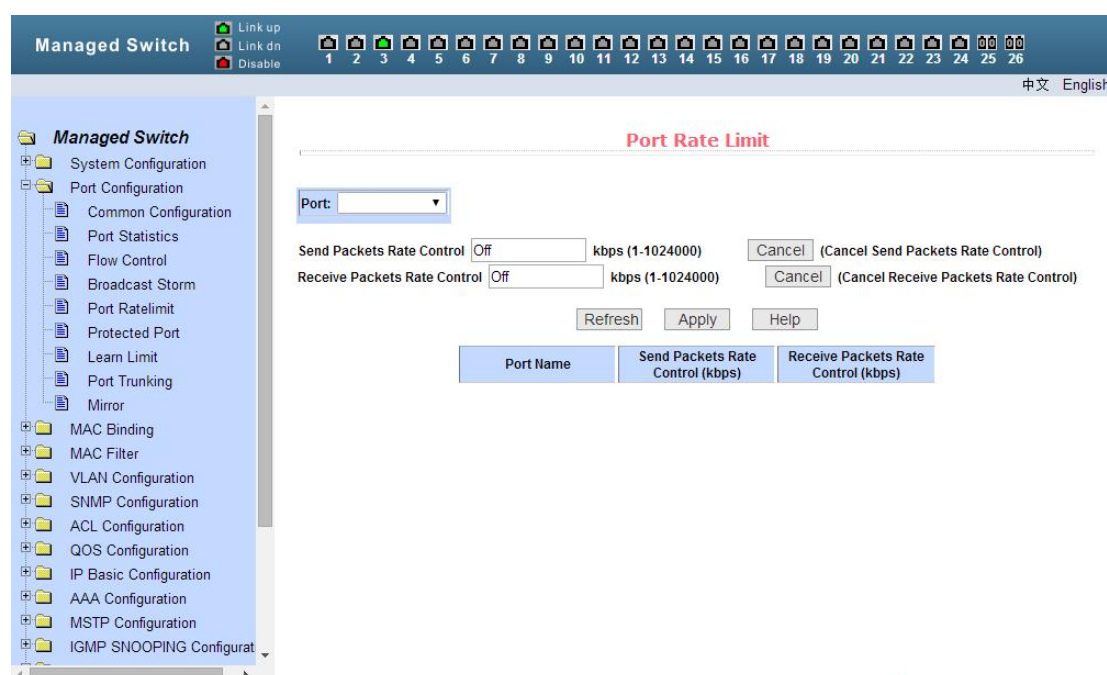 Managed Switch
Link up
Link dn
Disable
1 2 3 4 5 6 7 8 9 10 11 12 13 14 15 16 17 18 19 20 21 22 23 24 25 26
中文 English
Managed Switch
System Configuration
Port Configuration
Common Configuration
Port Statistics
Flow Control
Broadcast Storm
Port Ratelimit
Protected Port
Learn Limit
Port Trunking
Mirror
MAC Binding
MAC Filter
VLAN Configuration
SNMP Configuration
ACL Configuration
QOS Configuration
IP Basic Configuration
AAA Configuration
MSTP Configuration
IGMP SNOOPING Configurat
Port Rate Limit
Port:
Send Packets Rate Control Off kbps (1-1024000) Cancel (Cancel Send Packets Rate Control)
Receive Packets Rate Control Off kbps (1-1024000) Cancel (Cancel Receive Packets Rate Control)
Refresh Apply Help
Port Name
Send Packets Rate
Control (kbps)
Receive Packets Rate
Control (kbps)